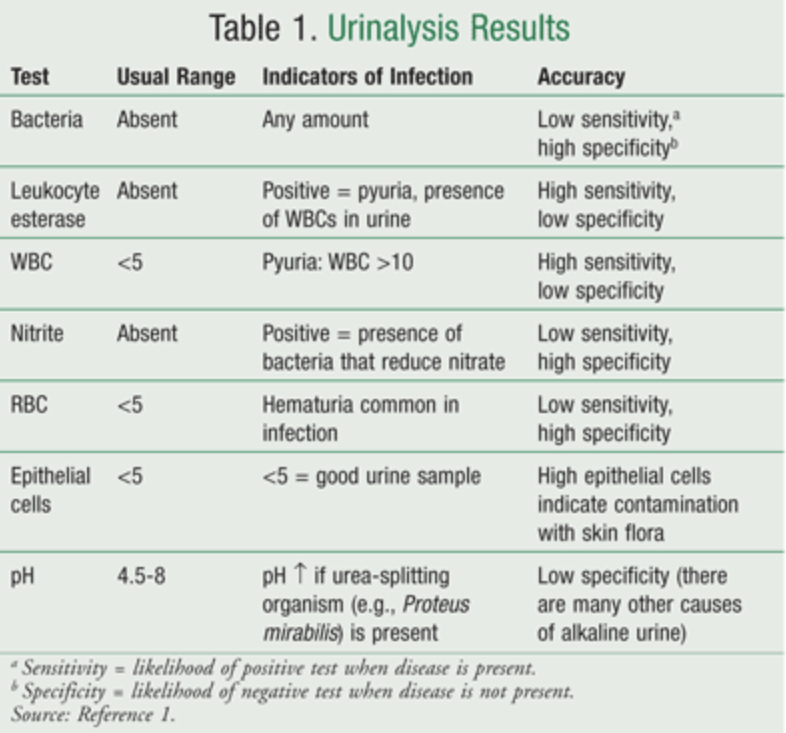 Table 1. Urinalysis Results
Test Usual Range Indicators of Infection Accuracy
Bacteria Absent Any amount Low sensitivity,ᵃ
high specificityᵇ
Leukocyte Absent Positive = pyuria, presence High sensitivity,
esterase of WBCs in urine low specificity
WBC <5 Pyuria: WBC >10 High sensitivity,
low specificity
Nitrite Absent Positive = presence of Low sensitivity,
bacteria that reduce nitrate high specificity
RBC <5 Hematuria common in Low sensitivity,
infection high specificity
Epithelial <5 <5 = good urine sample High epithelial cells
cells indicate contamination
with skin flora
pH 4.5-8 pH ↑ if urea-splitting Low specificity (there
organism (e.g., Proteus are many other causes
mirabilis) is present of alkaline urine)
ᵃ Sensitivity = likelihood of positive test when disease is present.
ᵇ Specificity = likelihood of negative test when disease is not present.
Source: Reference 1.